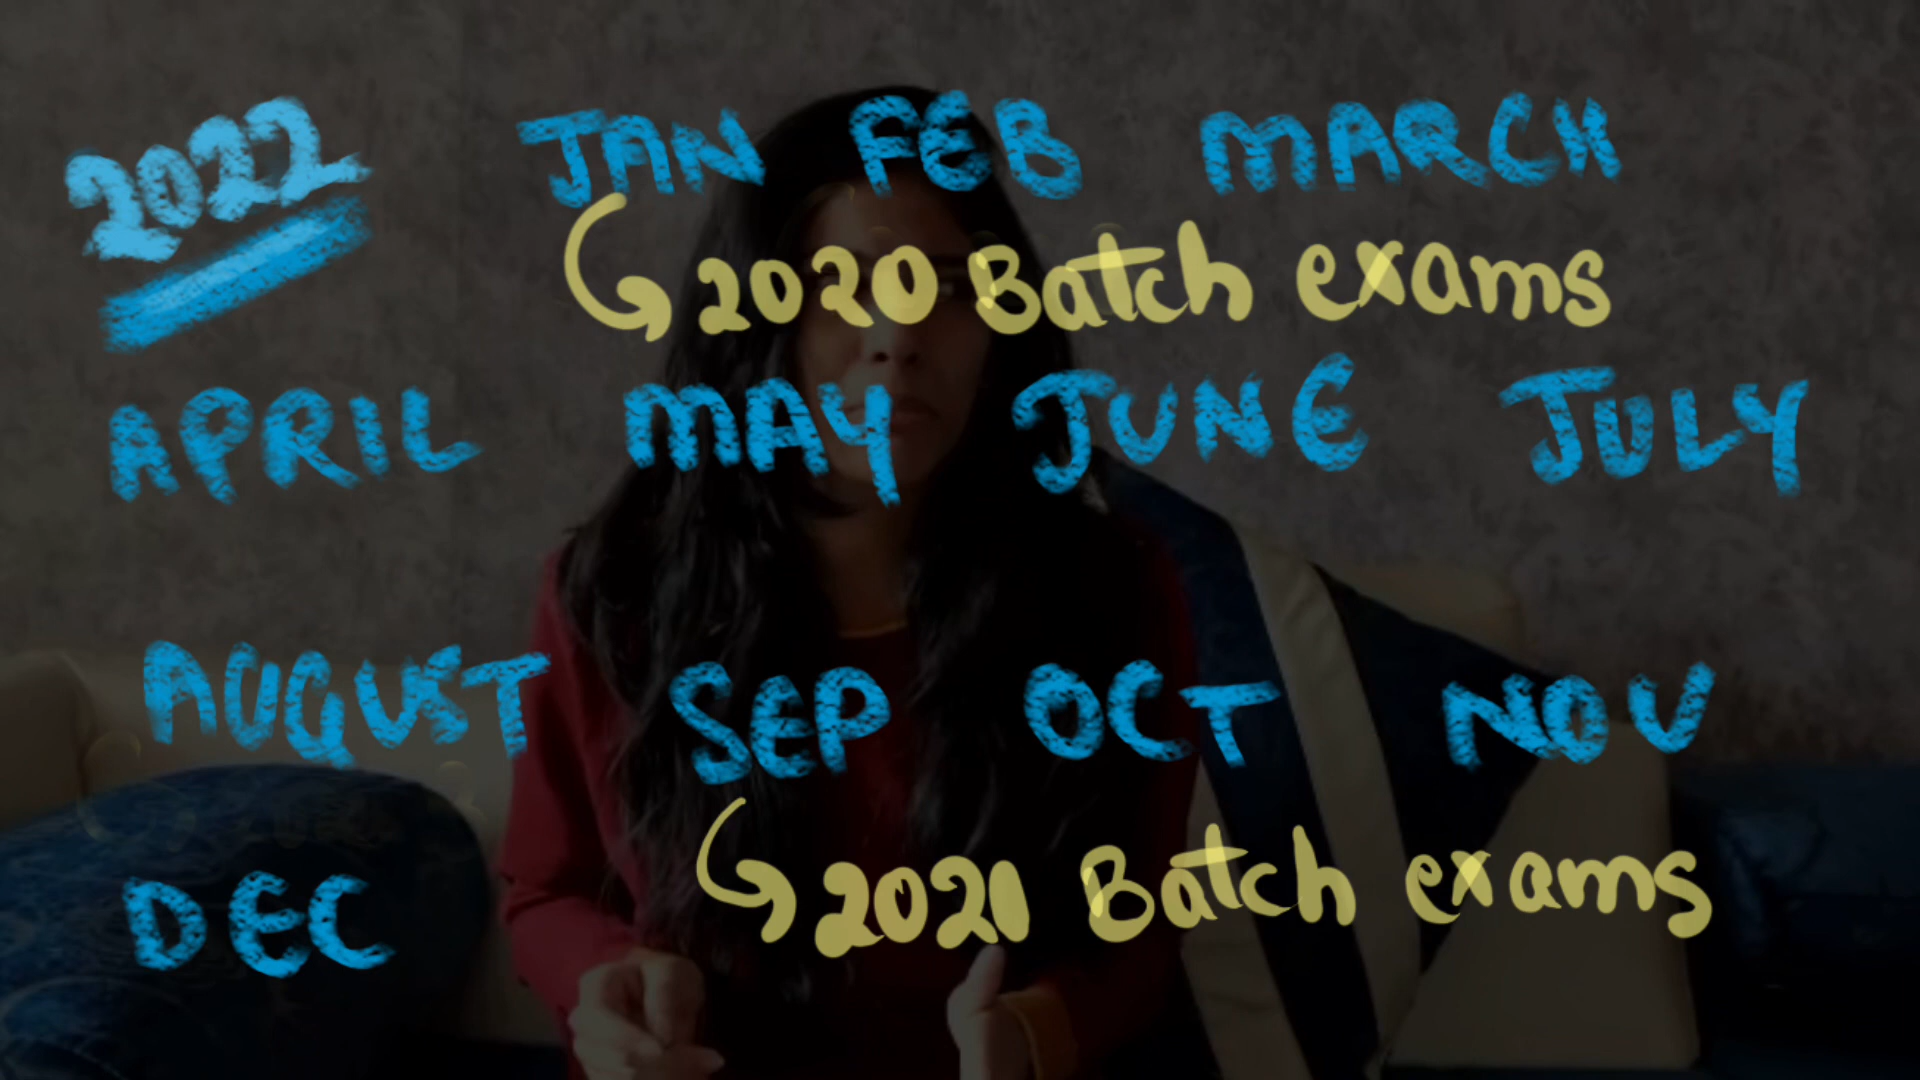 2022 JAN FEB MARCH
2020 Batch exams
APRIL MAY JUNE JULY
AUGUST SEP OCT NOV
2021 Batch exams
DEC